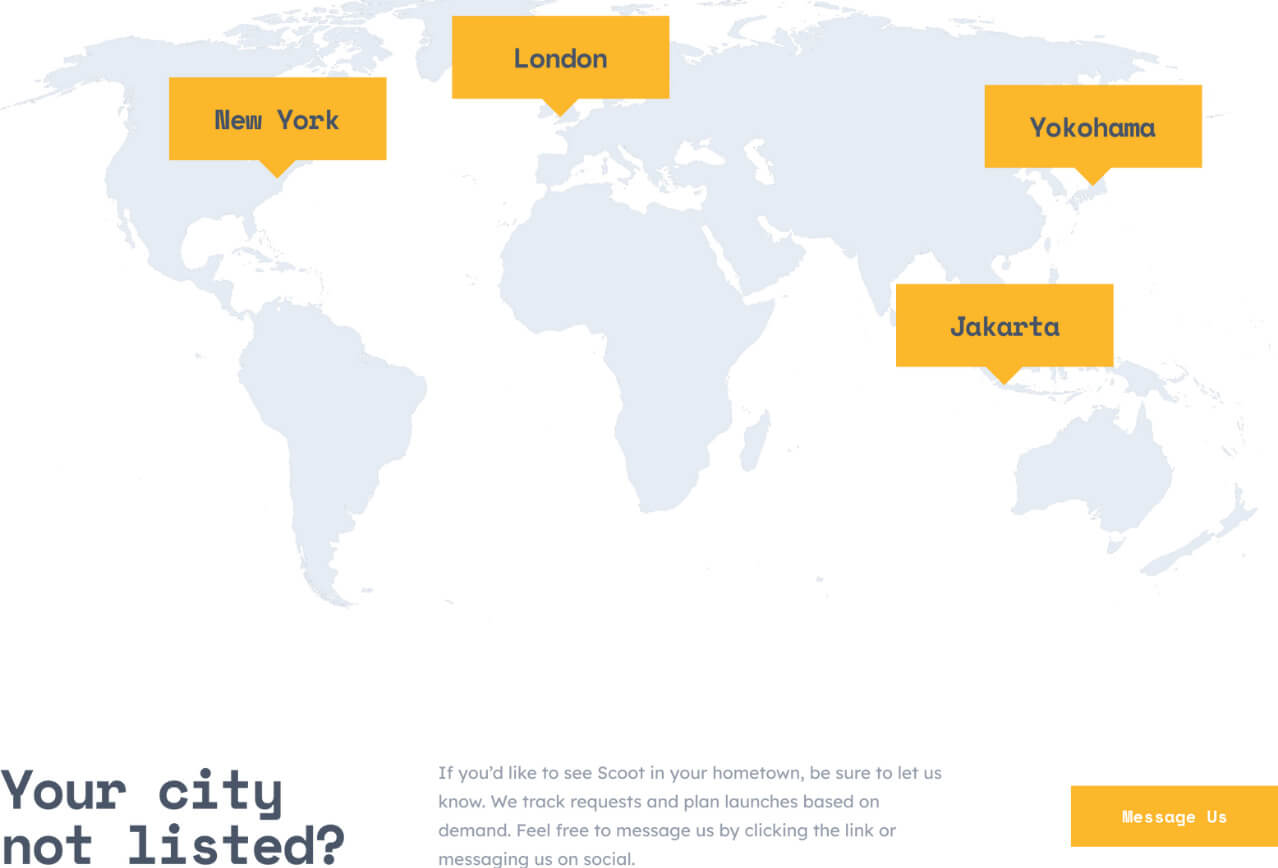 London
New York
Yokohama
Jakarta
Your city
not listed?
If you’d like to see Scoot in your hometown, be sure to let us
know. We track requests and plan launches based on
demand. Feel free to message us by clicking the link or
messaging us on social.
Message Us